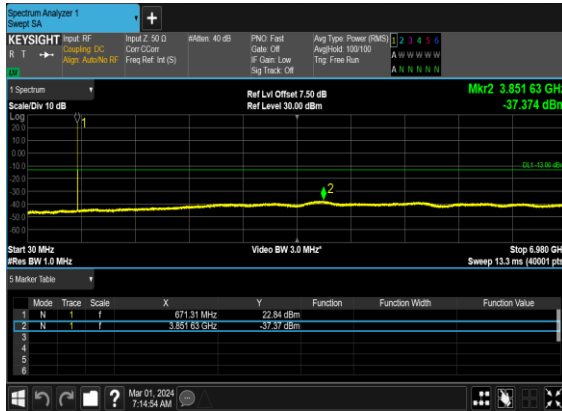 Spectrum Analyzer 1
Swept SA
+
KEYSIGHT Input: RF Input Z: 50 Ω #Atten: 40 dB PNO: Fast Avg Type: Power (RMS) 1 2 3 4 5 6
R T Coupling: DC Corr CCorr Gate: Off Avg|Hold: 100/100 A W W W W W
Align: Auto/No RF Freq Ref: Int (S) IF Gain: Low Trig: Free Run
Sig Track: Off A N N N N N
1 Spectrum Ref Lvl Offset 7.50 dB Mkr2 3.851 63 GHz
Scale/Div 10 dB Ref Level 30.00 dBm -37.374 dBm
Log
1
20.0
10.0
0.00
-10.0
DL1 -13.00 dBm
-20.0
-30.0
2
-40.0
-50.0
-60.0
Start 30 MHz Video BW 3.0 MHz* Stop 6.980 GHz
#Res BW 1.0 MHz Sweep 13.3 ms (40001 pts)
5 Marker Table
Mode Trace Scale X Y Function Function Width Function Value
1 N 1 f 671.31 MHz 22.84 dBm
2 N 1 f 3.851 63 GHz -37.37 dBm
3
4
5
6
? Mar 01, 2024
7:14:54 AM